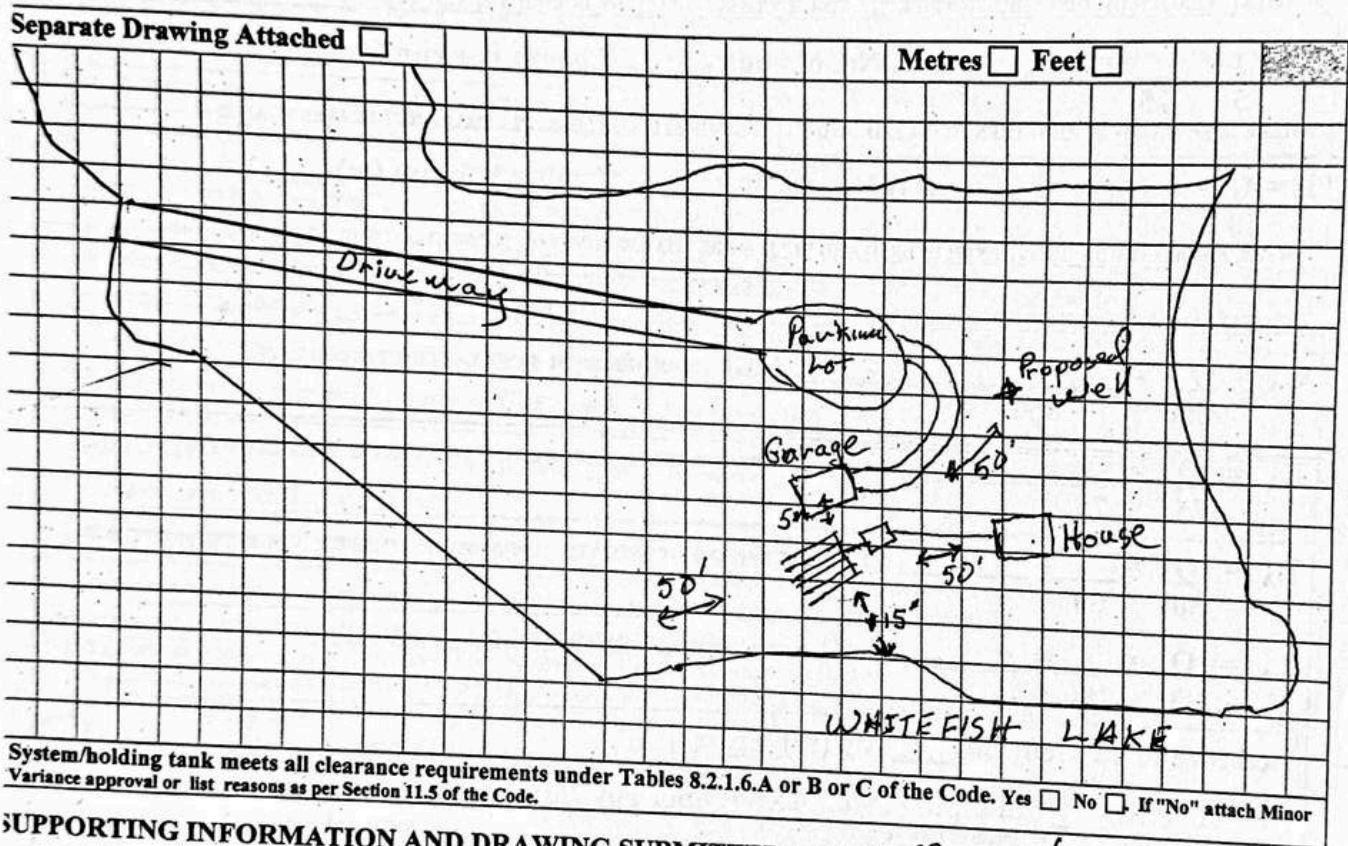 Separate Drawing Attached
Metres Feet
Driveway
Parking
Lot
Proposed
well
50'
Garage
5'
House
50'
50'
15'
WHITEFISH LAKE
System/holding tank meets all clearance requirements under Tables 8.2.1.6.A or B or C of the Code. Yes No . If "No" attach Minor
Variance approval or list reasons as per Section 11.5 of the Code.
SUPPORTING INFORMATION AND DRAWING